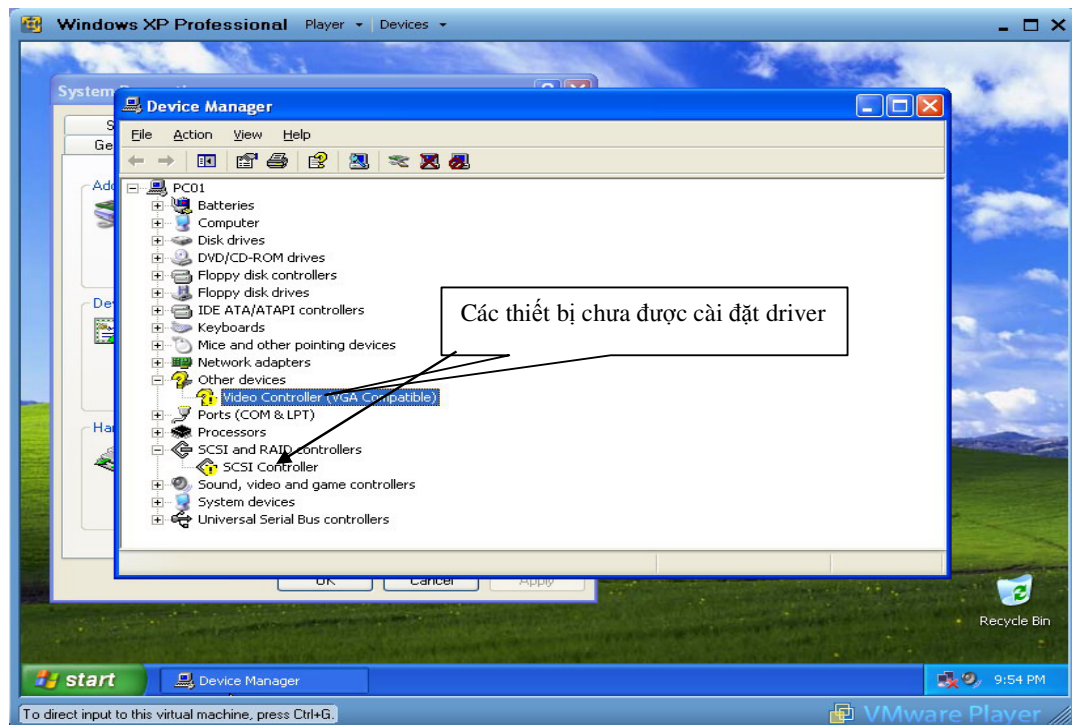 Windows XP Professional Player Devices
System
Device Manager
File Action View Help
PC01
Batteries
Computer
Disk drives
DVD/CD-ROM drives
Floppy disk controllers
Floppy disk drives
IDE ATA/ATAPI controllers
Keyboards
Mice and other pointing devices
Network adapters
Other devices
Video Controller (VGA Compatible)
Ports (COM & LPT)
Processors
SCSI and RAID controllers
SCSI Controller
Sound, video and game controllers
System devices
Universal Serial Bus controllers
Các thiết bị chưa được cài đặt driver
S
Ge
Add
De
Ha
OK Cancel Apply
Recycle Bin
start Device Manager 9:54 PM
To direct input to this virtual machine, press Ctrl+G. VMware Player